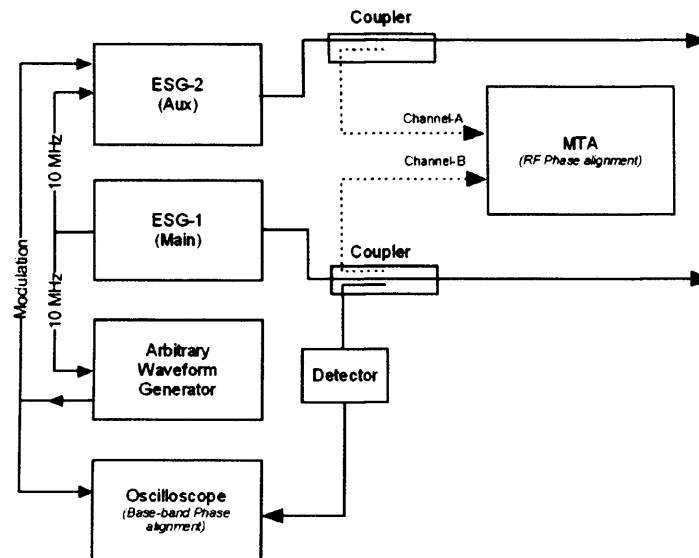 Coupler
ESG-2
(Aux)
Channel-A
MTA
(RF Phase alignment)
Channel-B
10 MHz
ESG-1
(Main)
Coupler
Modulation
10 MHz
Arbitrary
Waveform
Generator
Detector
Oscilloscope
(Base-band Phase
alignment)